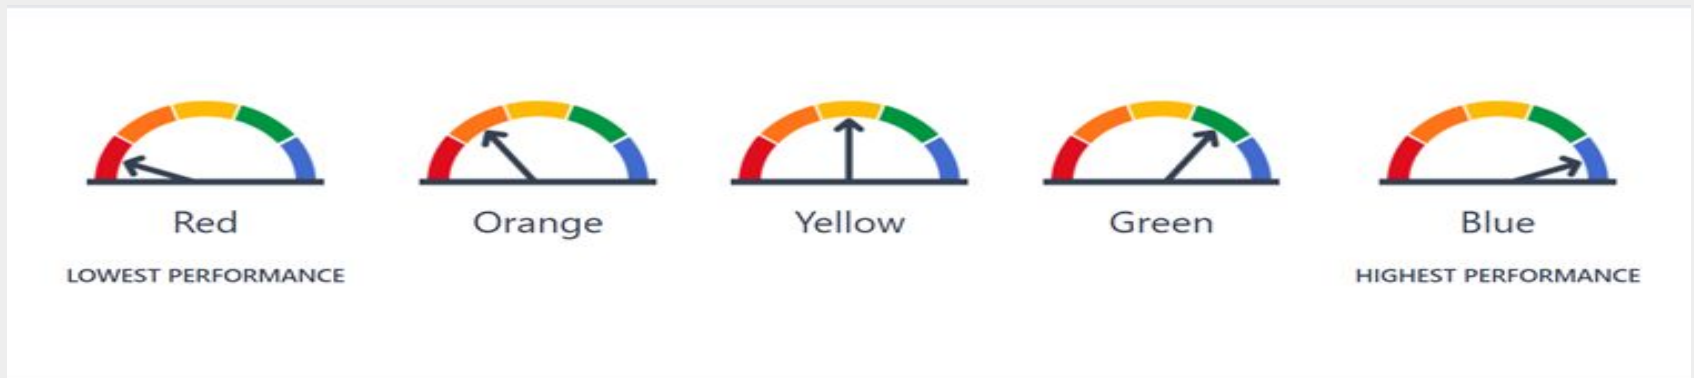 Red Orange Yellow Green Blue
LOWEST PERFORMANCE HIGHEST PERFORMANCE